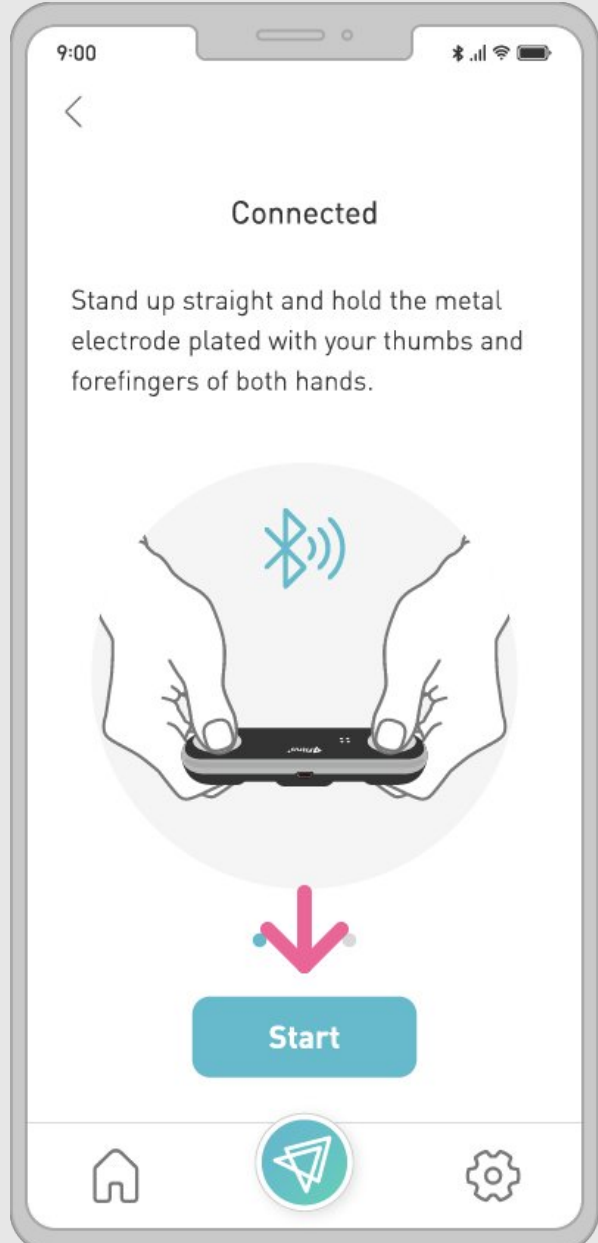 9:00
Connected
Stand up straight and hold the metal
electrode plated with your thumbs and
forefingers of both hands.
Start